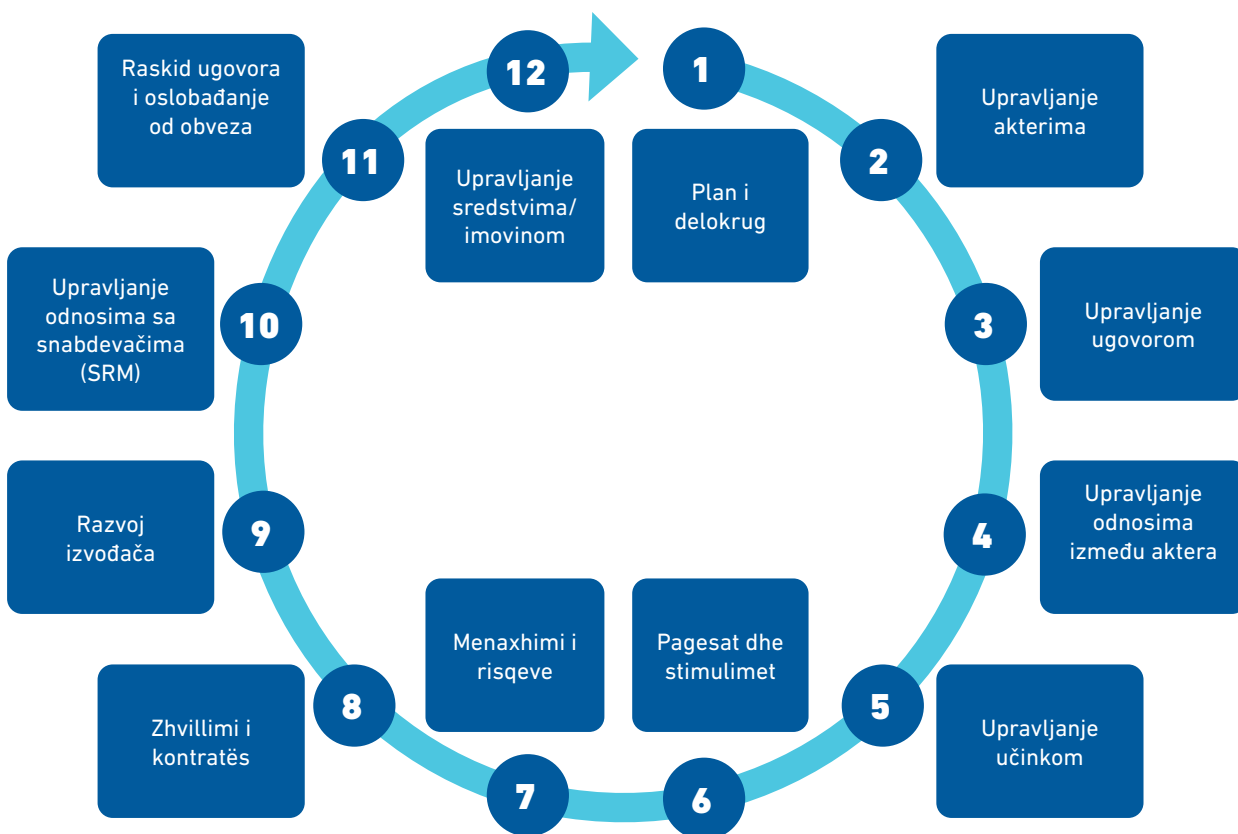 1
Plan i
delokrug
2
Upravljanje
akterima
3
Upravljanje
ugovorom
4
Upravljanje
odnosima
između aktera
5
Upravljanje
učinkom
6
Pagesat dhe
stimulimet
7
Menaxhimi i
risqeve
8
Zhvillimi i
kontratës
9
Razvoj
izvođača
10
Upravljanje
odnosima sa
snabdevačima
(SRM)
11
Raskid ugovora
i oslobađanje
od obveza
12
Upravljanje
sredstvima/
imovinom